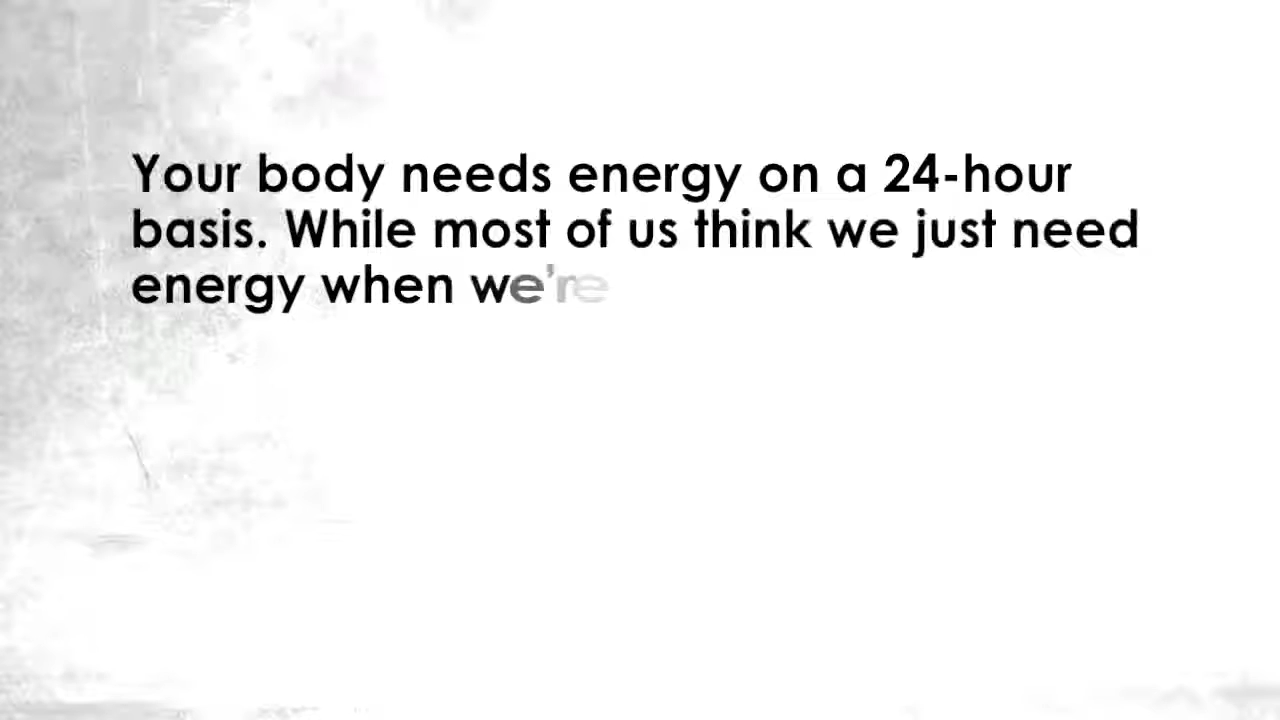 Your body needs energy on a 24-hour
basis. While most of us think we just need
energy when we're